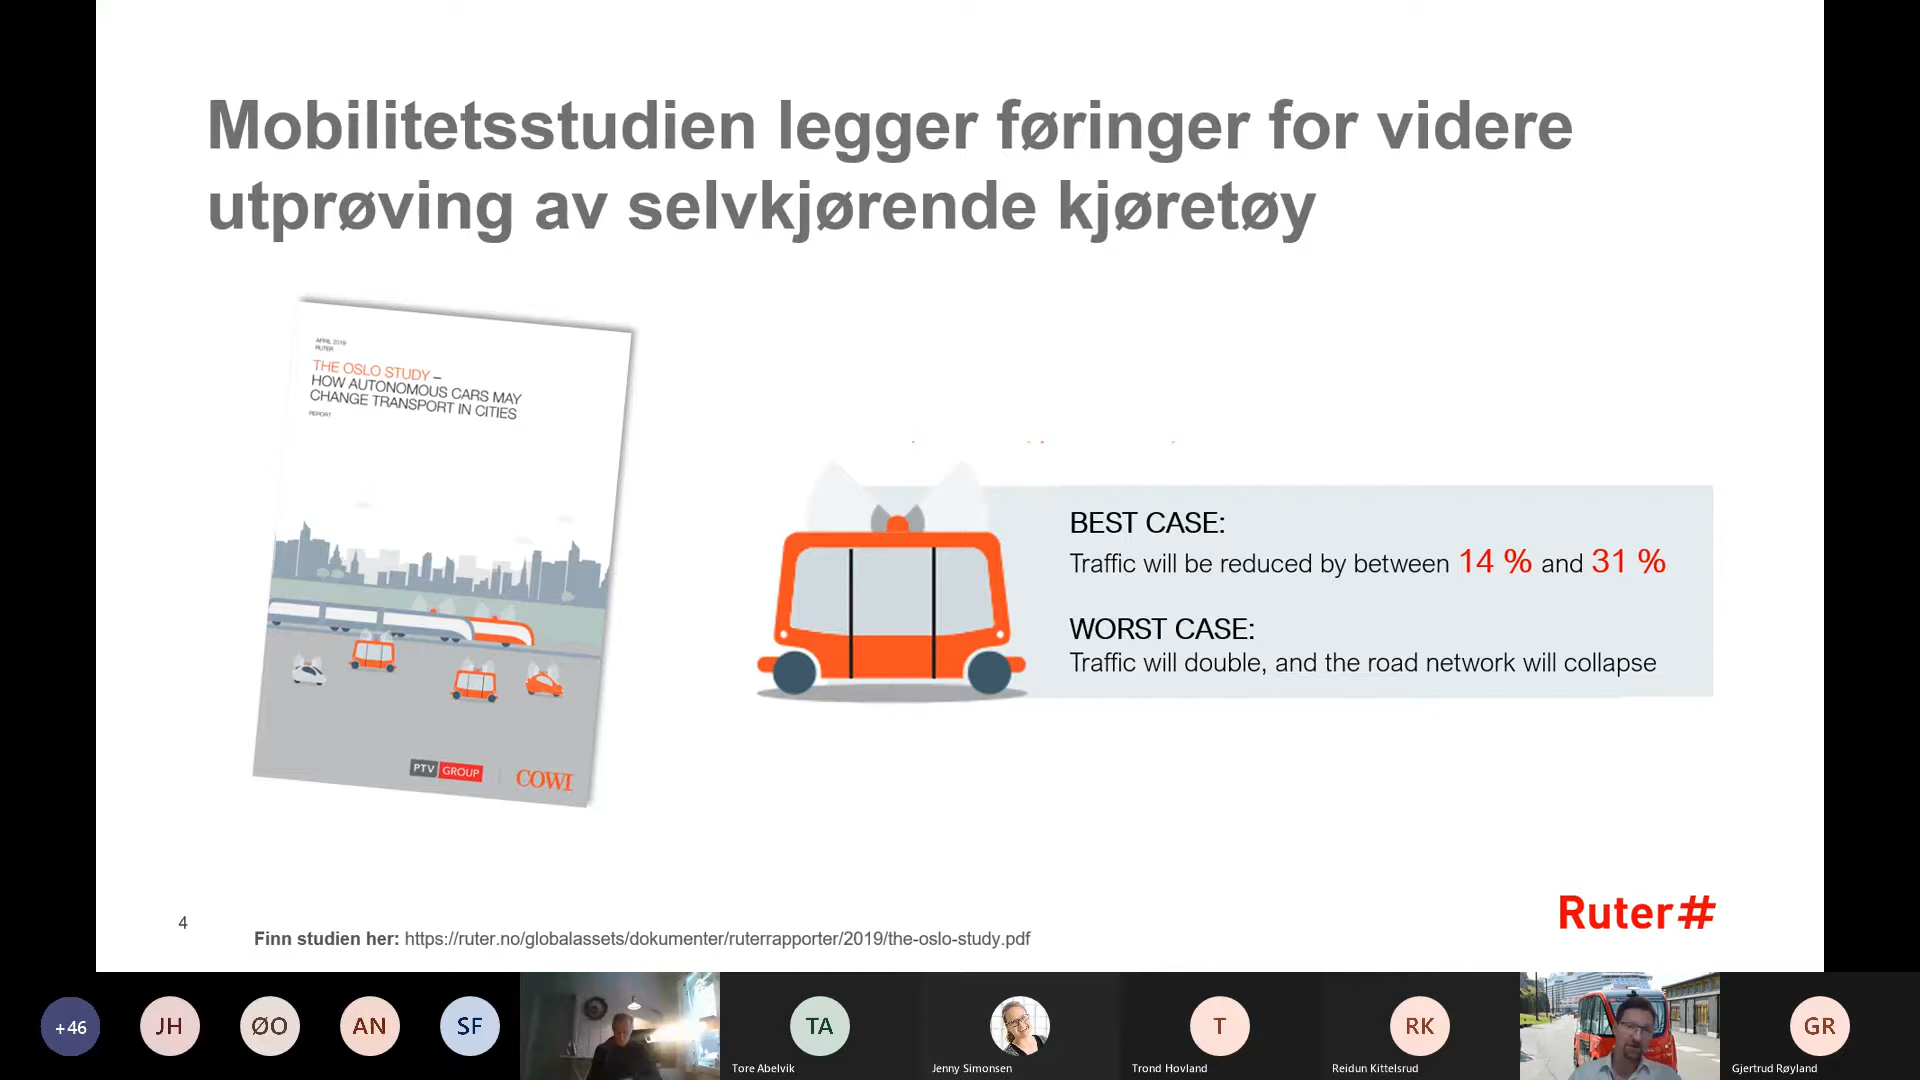 Mobilitetsstudien legger føringer for videre
utprøving av selvkjørende kjøretøy
APRIL 2019
RUTER
THE OSLO STUDY –
HOW AUTONOMOUS CARS MAY
CHANGE TRANSPORT IN CITIES
REPORT
PTV GROUP
COWI
BEST CASE:
Traffic will be reduced by between 14 % and 31 %
WORST CASE:
Traffic will double, and the road network will collapse
4
Finn studien her: https://ruter.no/globalassets/dokumenter/ruterrapporter/2019/the-oslo-study.pdf
Ruter#
+46
JH
ØO
AN
SF
TA
Tore Abelvik
Jenny Simonsen
T
Trond Hovland
RK
Reidun Kittelsrud
GR
Gjertrud Røyland